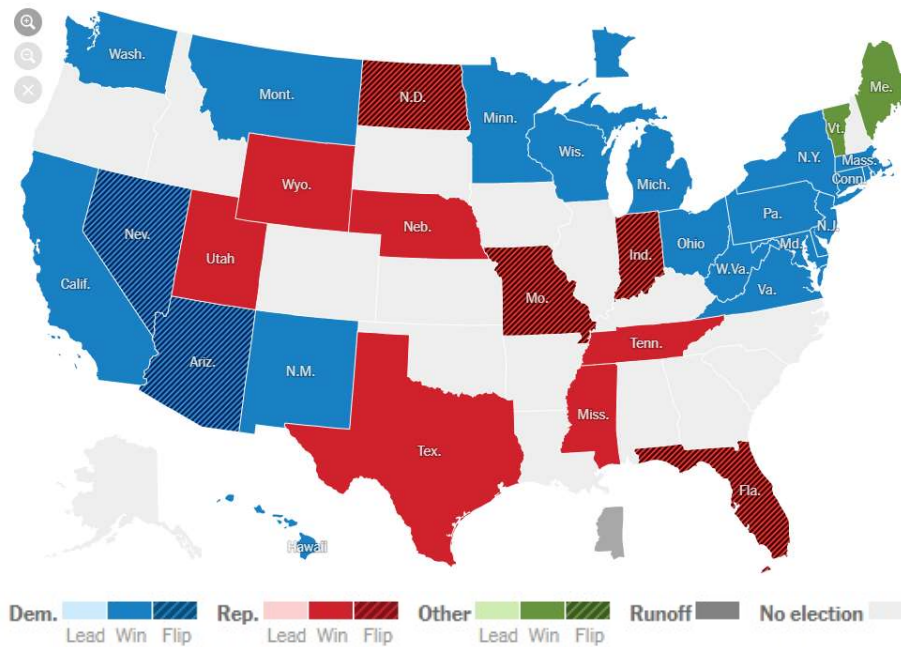 Wash.
Mont.
N.D.
Minn.
Me.
Vt.
Wis.
N.Y.
Mass.
Mich.
Conn.
Wyo.
Pa.
Nev.
Neb.
N.J.
Ohio
Md.
Utah
Ind.
W.Va.
Calif.
Va.
Mo.
Ariz.
Tenn.
N.M.
Miss.
Tex.
Fla.
Hawaii
Dem. Rep. Other Runoff No election
Lead Win Flip Lead Win Flip Lead Win Flip